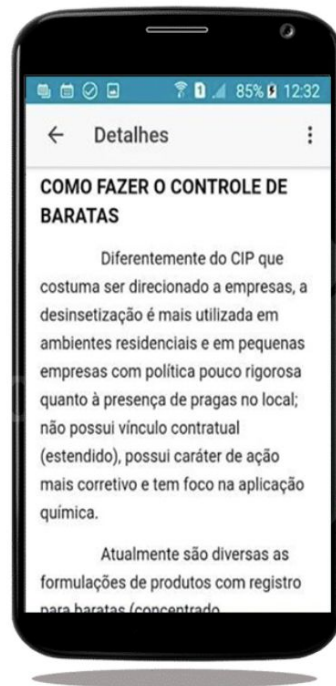 85% 12:32
Detalhes
COMO FAZER O CONTROLE DE
BARATAS
Diferentemente do CIP que
costuma ser direcionado a empresas, a
desinsetização é mais utilizada em
ambientes residenciais e em pequenas
empresas com política pouco rigorosa
quanto à presença de pragas no local;
não possui vínculo contratual
(estendido), possui caráter de ação
mais corretivo e tem foco na aplicação
química.
Atualmente são diversas as
formulações de produtos com registro
para baratas (concentrado